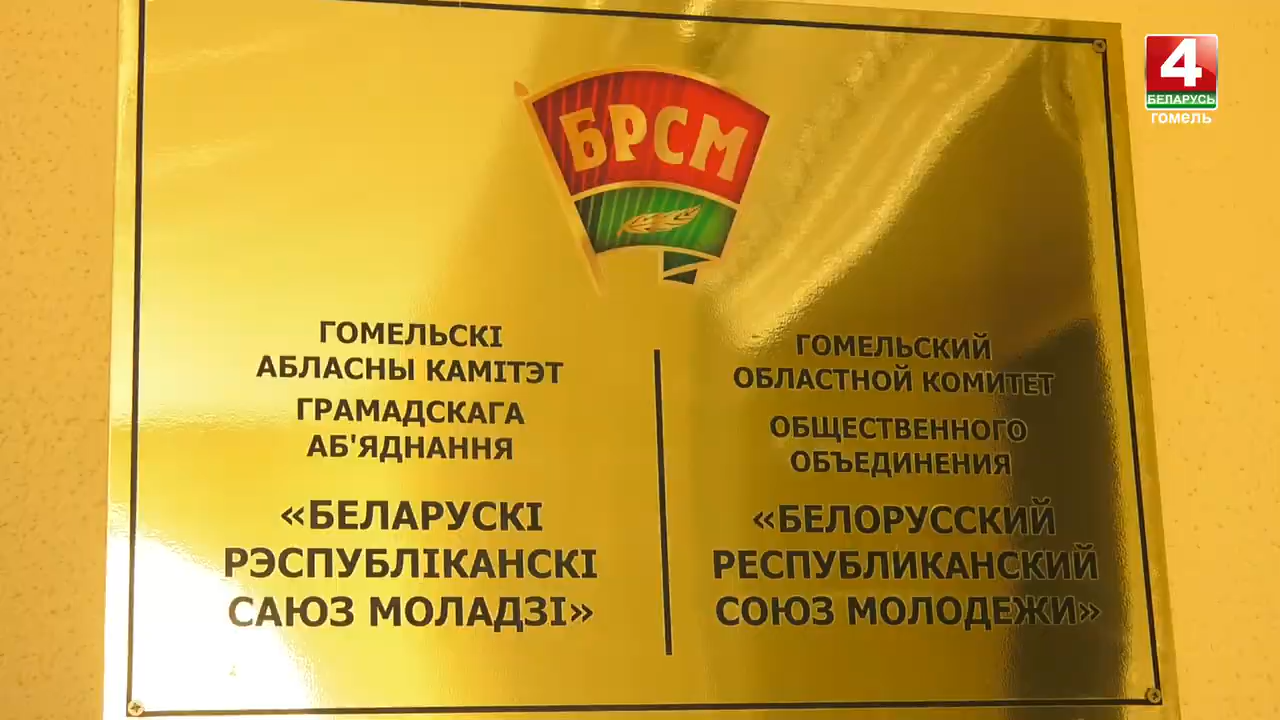 4
БЕЛАРУСЬ
гомель
БРСМ
ГОМЕЛЬСКІ
АБЛАСНЫ КАМІТЭТ
ГРАМАДСКАГА
АБ'ЯДНАННЯ
«БЕЛАРУСКІ
РЭСПУБЛІКАНСКІ
САЮЗ МОЛАДЗІ»
ГОМЕЛЬСКИЙ
ОБЛАСТНОЙ КОМИТЕТ
ОБЩЕСТВЕННОГО
ОБЪЕДИНЕНИЯ
«БЕЛОРУССКИЙ
РЕСПУБЛИКАНСКИЙ
СОЮЗ МОЛОДЕЖИ»